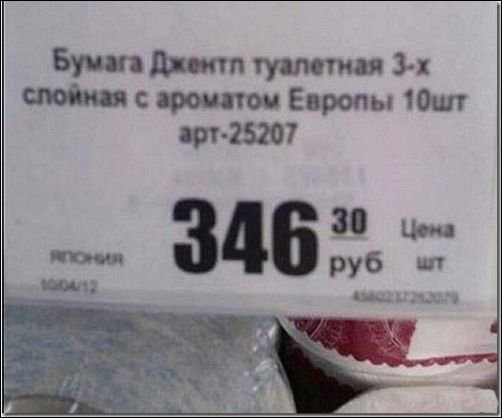 Бумага Джентл туалетная 3-х
слойная с ароматом Европы 10шт
арт-25207
346 30 руб Цена шт
ЯПОНИЯ
10/04/12
4560237262079